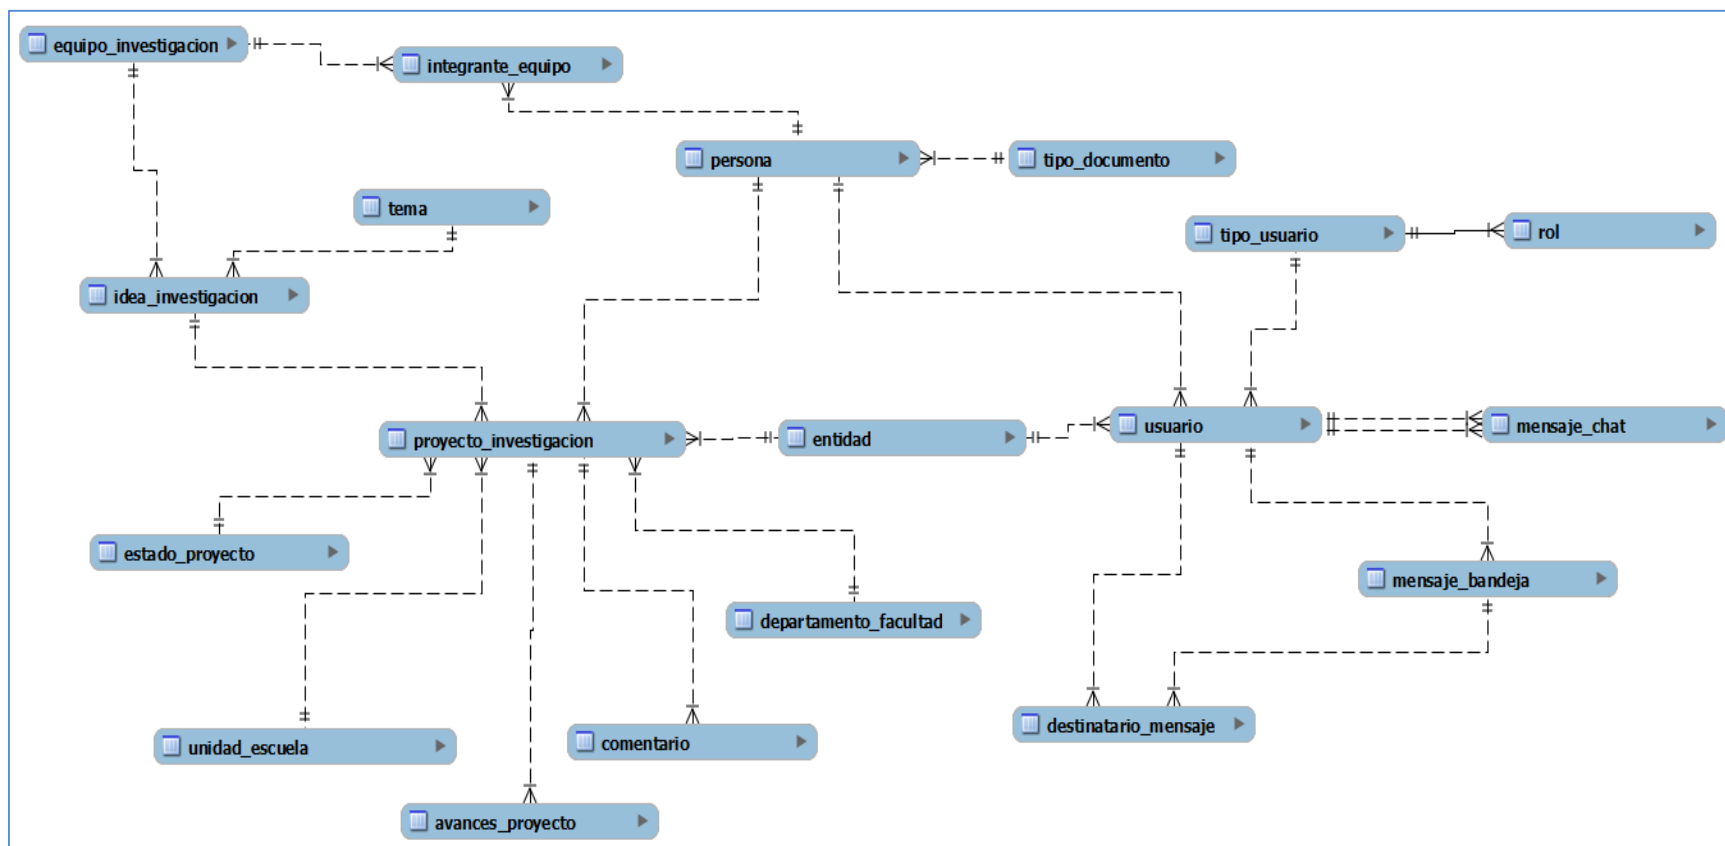 equipo_investigacion
integrante_equipo
persona
tipo_documento
tema
tipo_usuario
rol
idea_investigacion
proyecto_investigacion
entidad
usuario
mensaje_chat
estado_proyecto
mensaje_bandeja
departamento_facultad
destinatario_mensaje
unidad_escuela
comentario
avances_proyecto